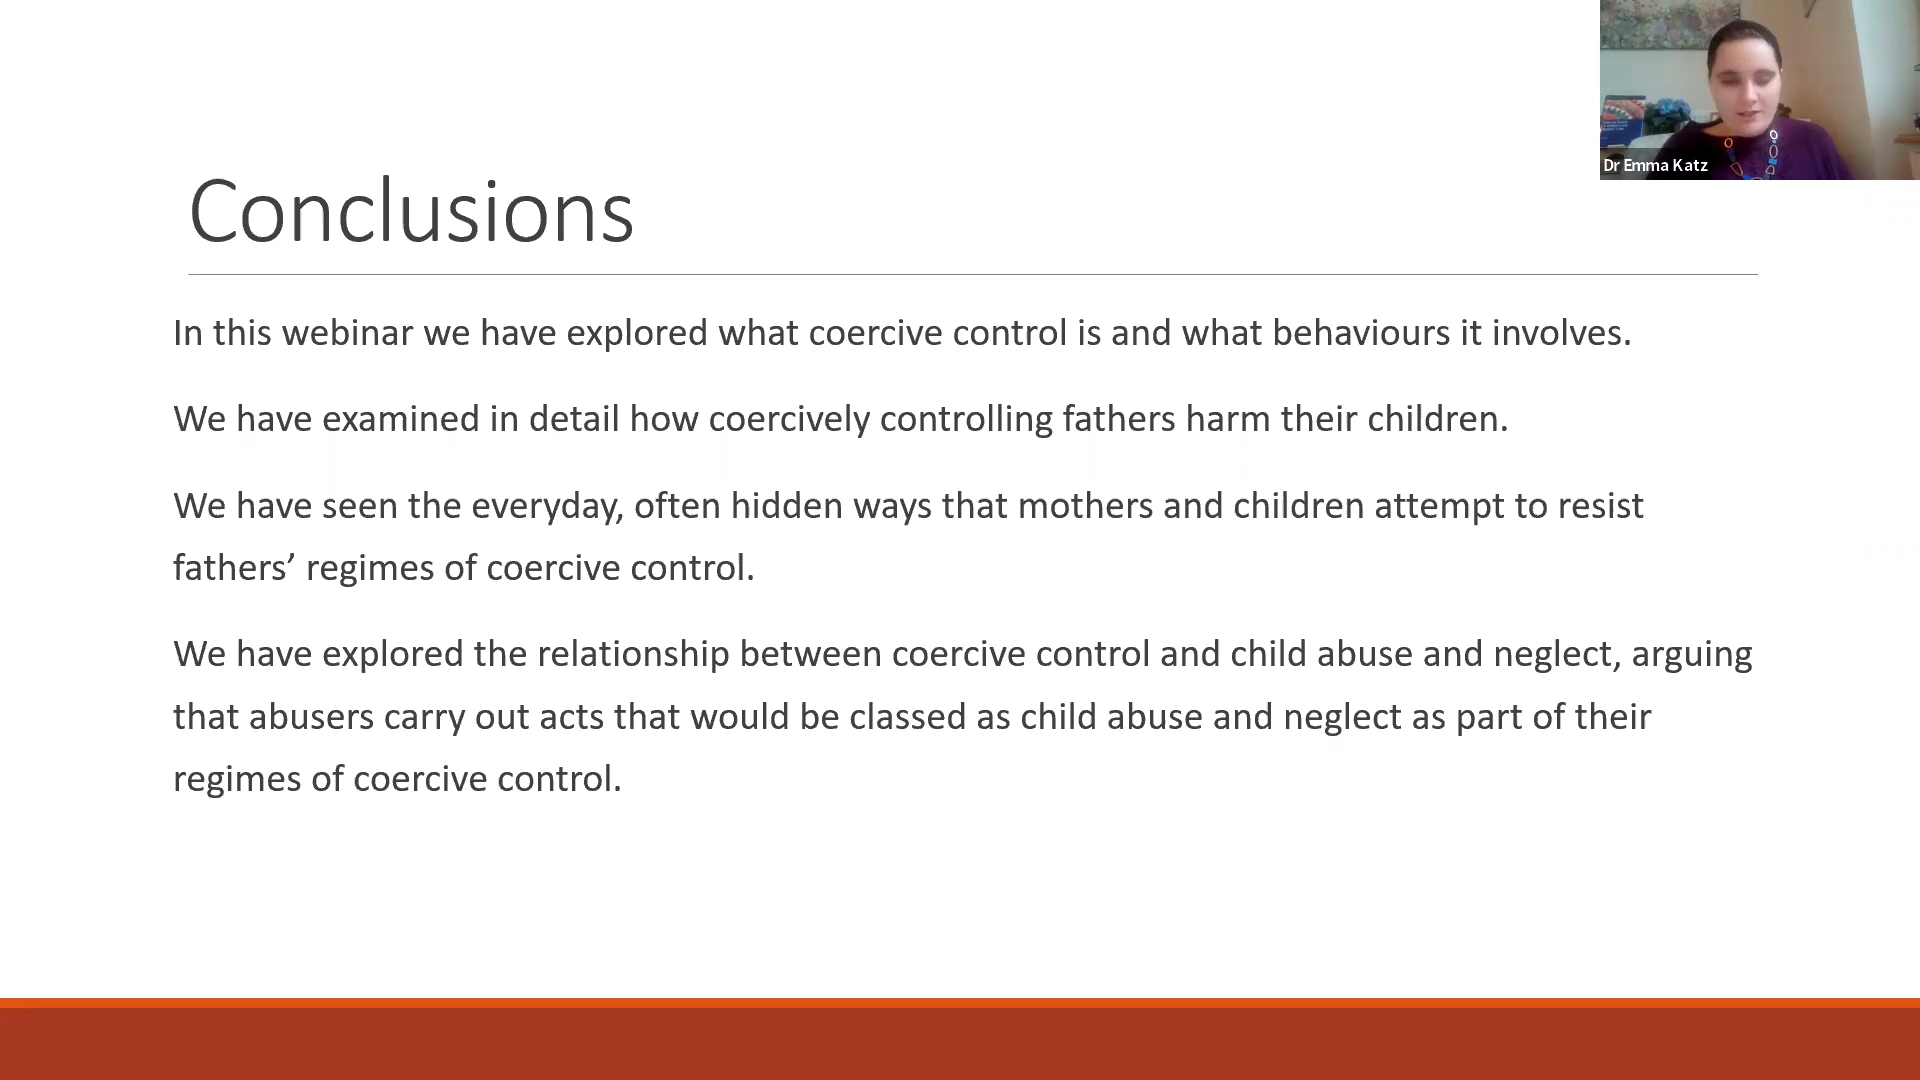 Dr Emma Katz
Conclusions
In this webinar we have explored what coercive control is and what behaviours it involves.
We have examined in detail how coercively controlling fathers harm their children.
We have seen the everyday, often hidden ways that mothers and children attempt to resist
fathers’ regimes of coercive control.
We have explored the relationship between coercive control and child abuse and neglect, arguing
that abusers carry out acts that would be classed as child abuse and neglect as part of their
regimes of coercive control.